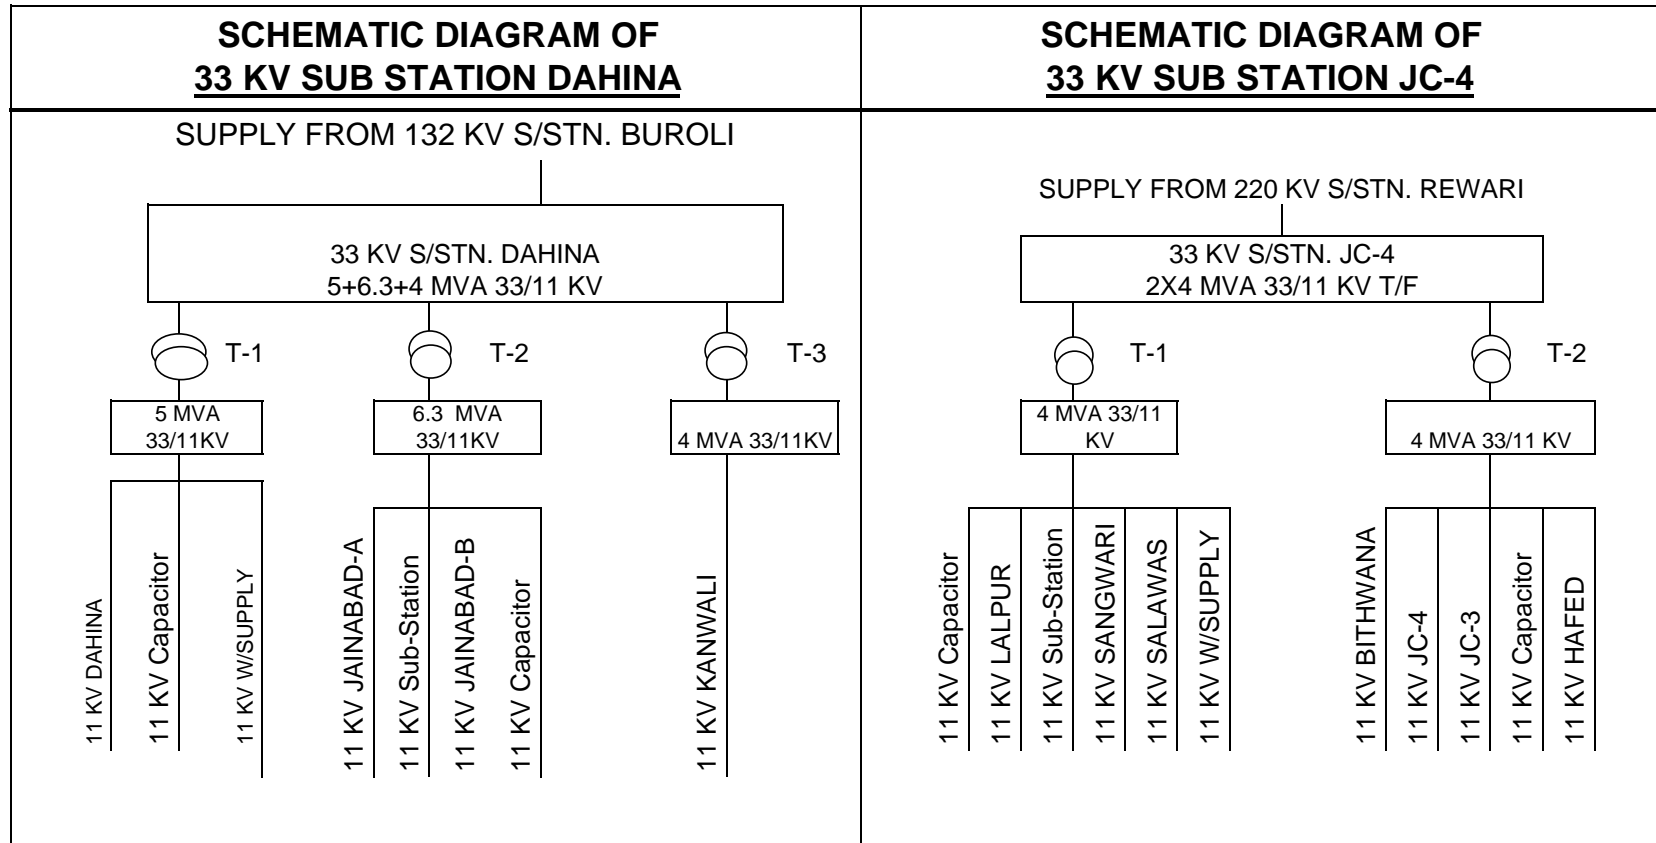 SCHEMATIC DIAGRAM OF
33 KV SUB STATION DAHINA
SUPPLY FROM 132 KV S/STN. BUROLI
33 KV S/STN. DAHINA
5+6.3+4 MVA 33/11 KV
T-1
T-2
T-3
5 MVA
33/11KV
6.3 MVA
33/11KV
4 MVA 33/11KV
11 KV DAHINA
11 KV Capacitor
11 KV W/SUPPLY
11 KV JAINABAD-A
11 KV Sub-Station
11 KV JAINABAD-B
11 KV Capacitor
11 KV KANWALI
SCHEMATIC DIAGRAM OF
33 KV SUB STATION JC-4
SUPPLY FROM 220 KV S/STN. REWARI
33 KV S/STN. JC-4
2X4 MVA 33/11 KV T/F
T-1
T-2
4 MVA 33/11
KV
4 MVA 33/11 KV
11 KV Capacitor
11 KV LALPUR
11 KV Sub-Station
11 KV SANGWARI
11 KV SALAWAS
11 KV W/SUPPLY
11 KV BITHWANA
11 KV JC-4
11 KV JC-3
11 KV Capacitor
11 KV HAFED